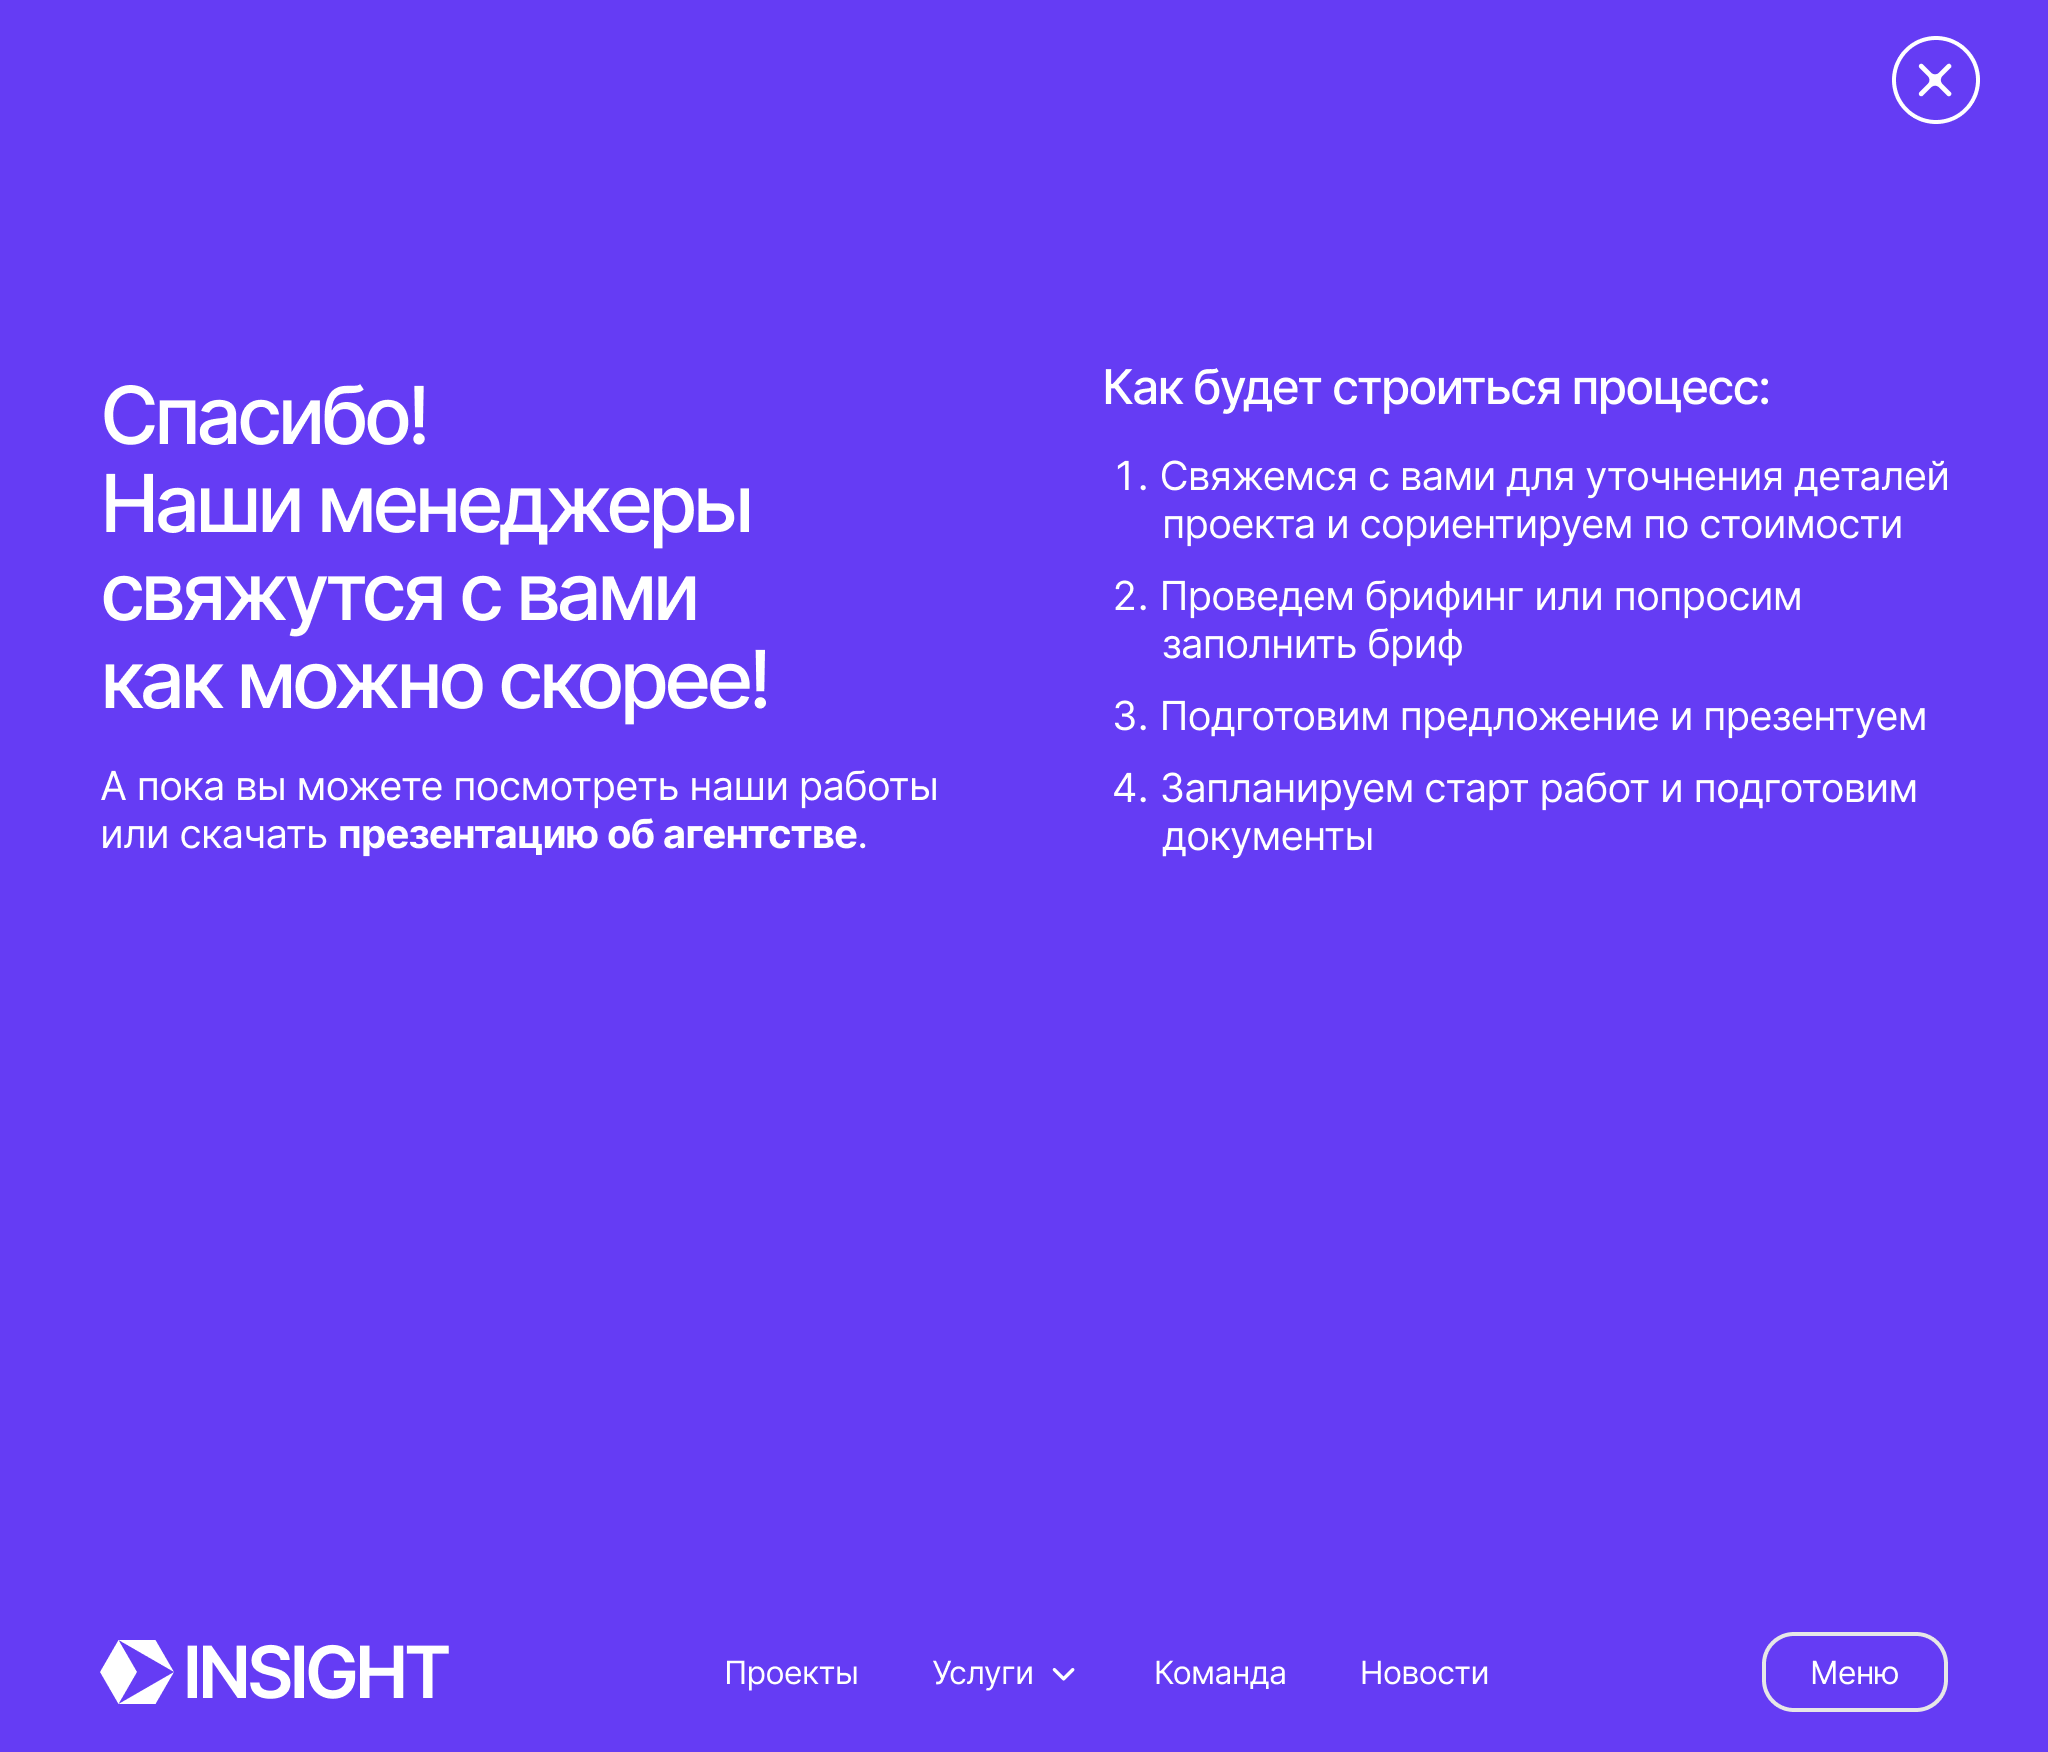 Спасибо!
Наши менеджеры
свяжутся с вами
как можно скорее!
А пока вы можете посмотреть наши работы
или скачать презентацию об агентстве.
Как будет строиться процесс:
1. Свяжемся с вами для уточнения деталей
проекта и сориентируем по стоимости
2. Проведем брифинг или попросим
заполнить бриф
3. Подготовим предложение и презентуем
4. Запланируем старт работ и подготовим
документы
INSIGHT
Проекты
Услуги
Команда
Новости
Меню